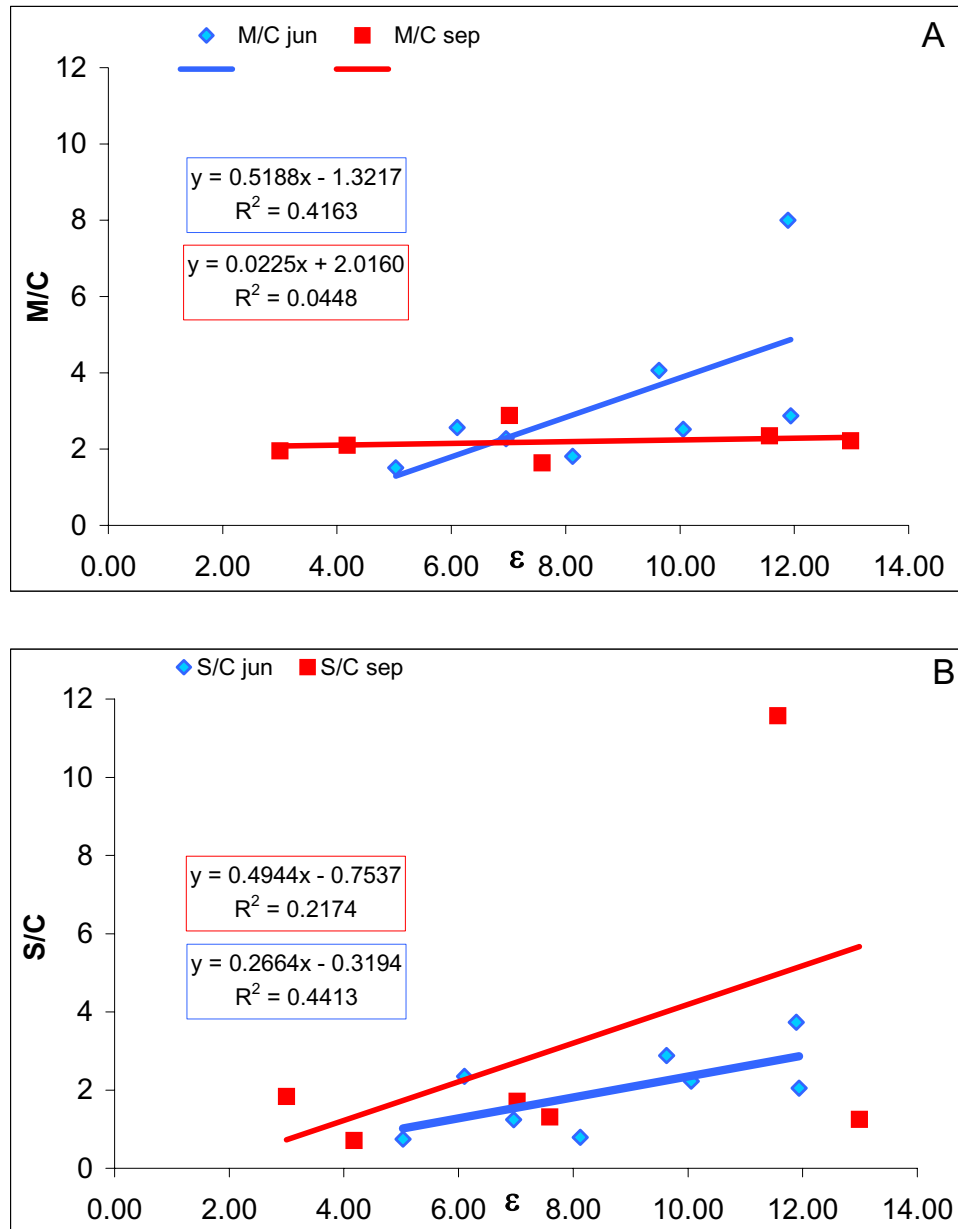 M/C jun M/C sep
A
12
10
8
6
4
2
0
M/C
y = 0.5188x - 1.3217
R² = 0.4163
y = 0.0225x + 2.0160
R² = 0.0448
0.00 2.00 4.00 6.00 8.00 10.00 12.00 14.00
ε
S/C jun S/C sep
B
12
10
8
6
4
2
0
S/C
y = 0.4944x - 0.7537
R² = 0.2174
y = 0.2664x - 0.3194
R² = 0.4413
0.00 2.00 4.00 6.00 8.00 10.00 12.00 14.00
ε